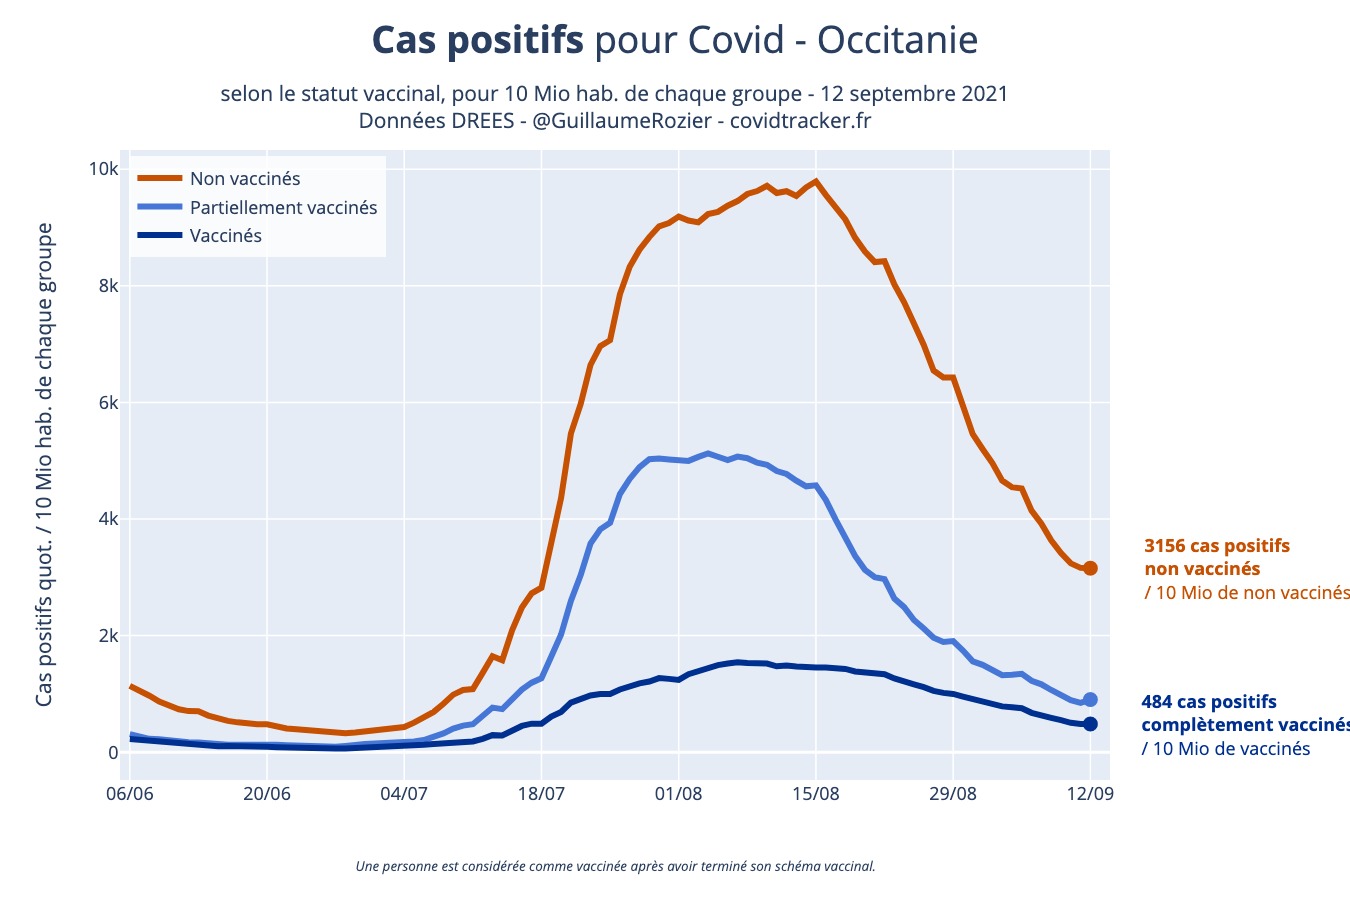 Cas positifs pour Covid - Occitanie
selon le statut vaccinal, pour 10 Mio hab. de chaque groupe - 12 septembre 2021
Données DREES - @GuillaumeRozier - covidtracker.fr
Cas positifs quot. / 10 Mio hab. de chaque groupe
10k
8k
6k
4k
2k
0
Non vaccinés
Partiellement vaccinés
Vaccinés
3156 cas positifs
non vaccinés
/ 10 Mio de non vaccinés
484 cas positifs
complètement vaccinés
/ 10 Mio de vaccinés
06/06
20/06
04/07
18/07
01/08
15/08
29/08
12/09
Une personne est considérée comme vaccinée après avoir terminé son schéma vaccinal.